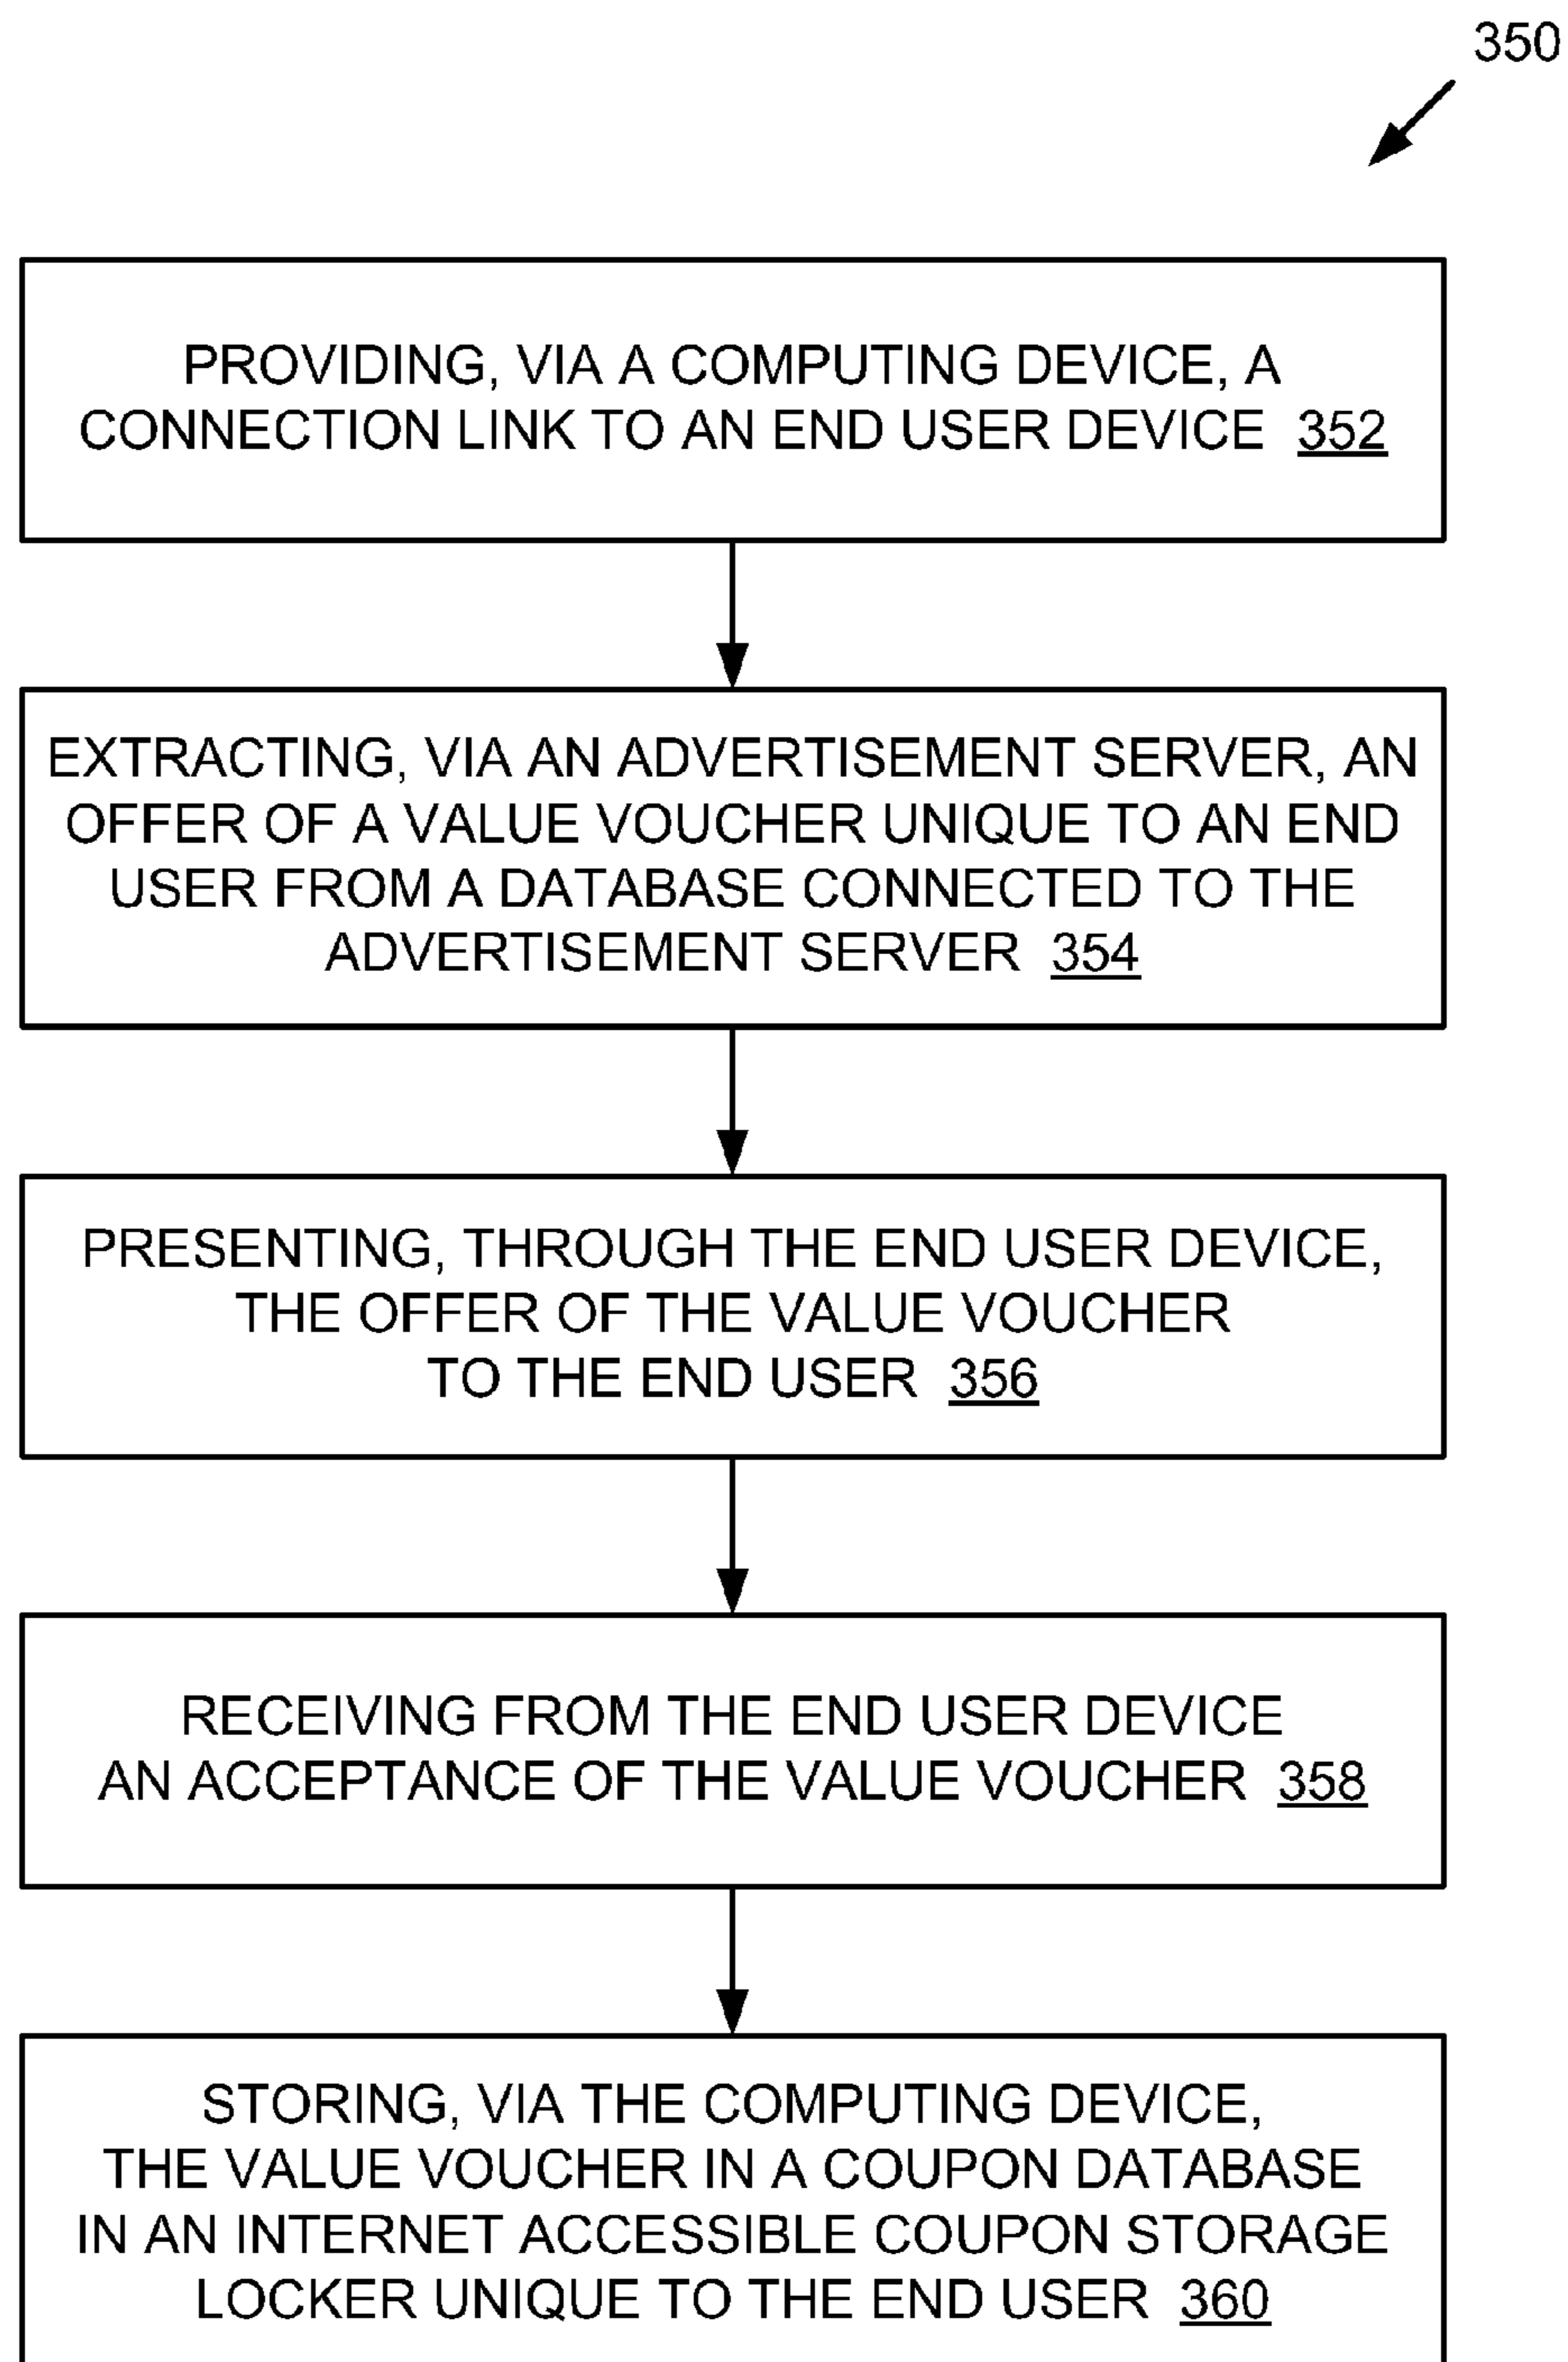 350
PROVIDING, VIA A COMPUTING DEVICE, A
CONNECTION LINK TO AN END USER DEVICE 352
EXTRACTING, VIA AN ADVERTISEMENT SERVER, AN
OFFER OF A VALUE VOUCHER UNIQUE TO AN END
USER FROM A DATABASE CONNECTED TO THE
ADVERTISEMENT SERVER 354
PRESENTING, THROUGH THE END USER DEVICE,
THE OFFER OF THE VALUE VOUCHER
TO THE END USER 356
RECEIVING FROM THE END USER DEVICE
AN ACCEPTANCE OF THE VALUE VOUCHER 358
STORING, VIA THE COMPUTING DEVICE,
THE VALUE VOUCHER IN A COUPON DATABASE
IN AN INTERNET ACCESSIBLE COUPON STORAGE
LOCKER UNIQUE TO THE END USER 360